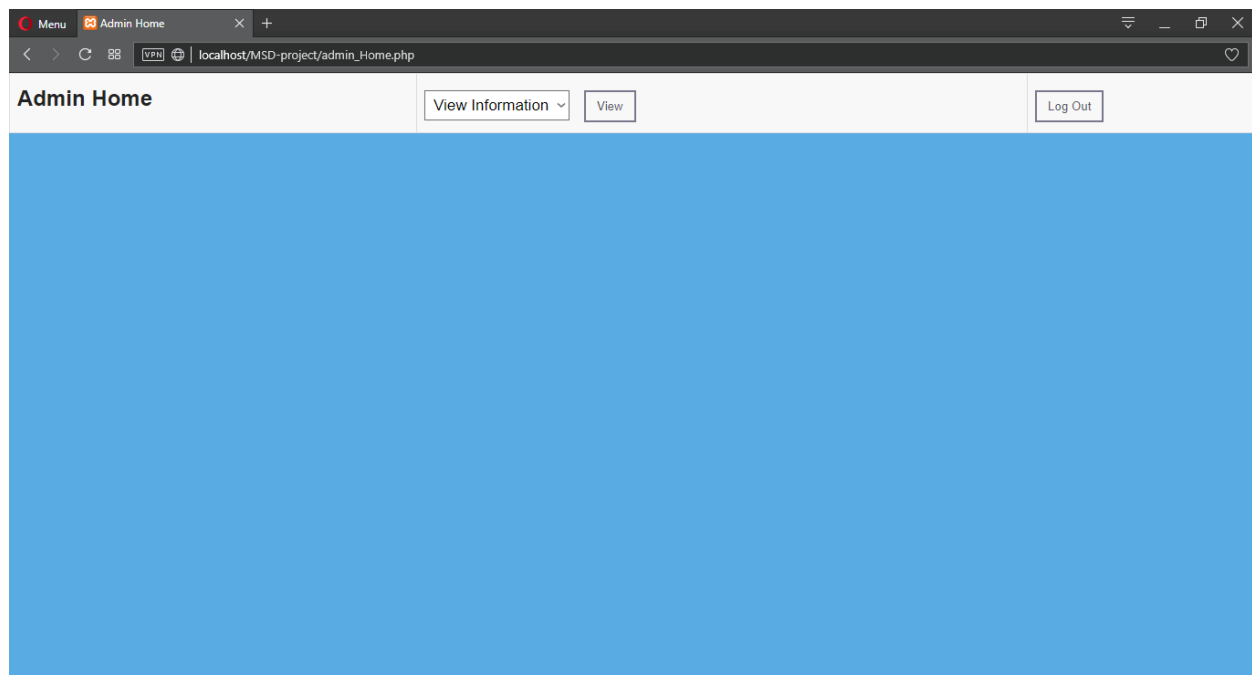 Menu Admin Home
VPN localhost/MSD-project/admin_Home.php
Admin Home View Information View Log Out